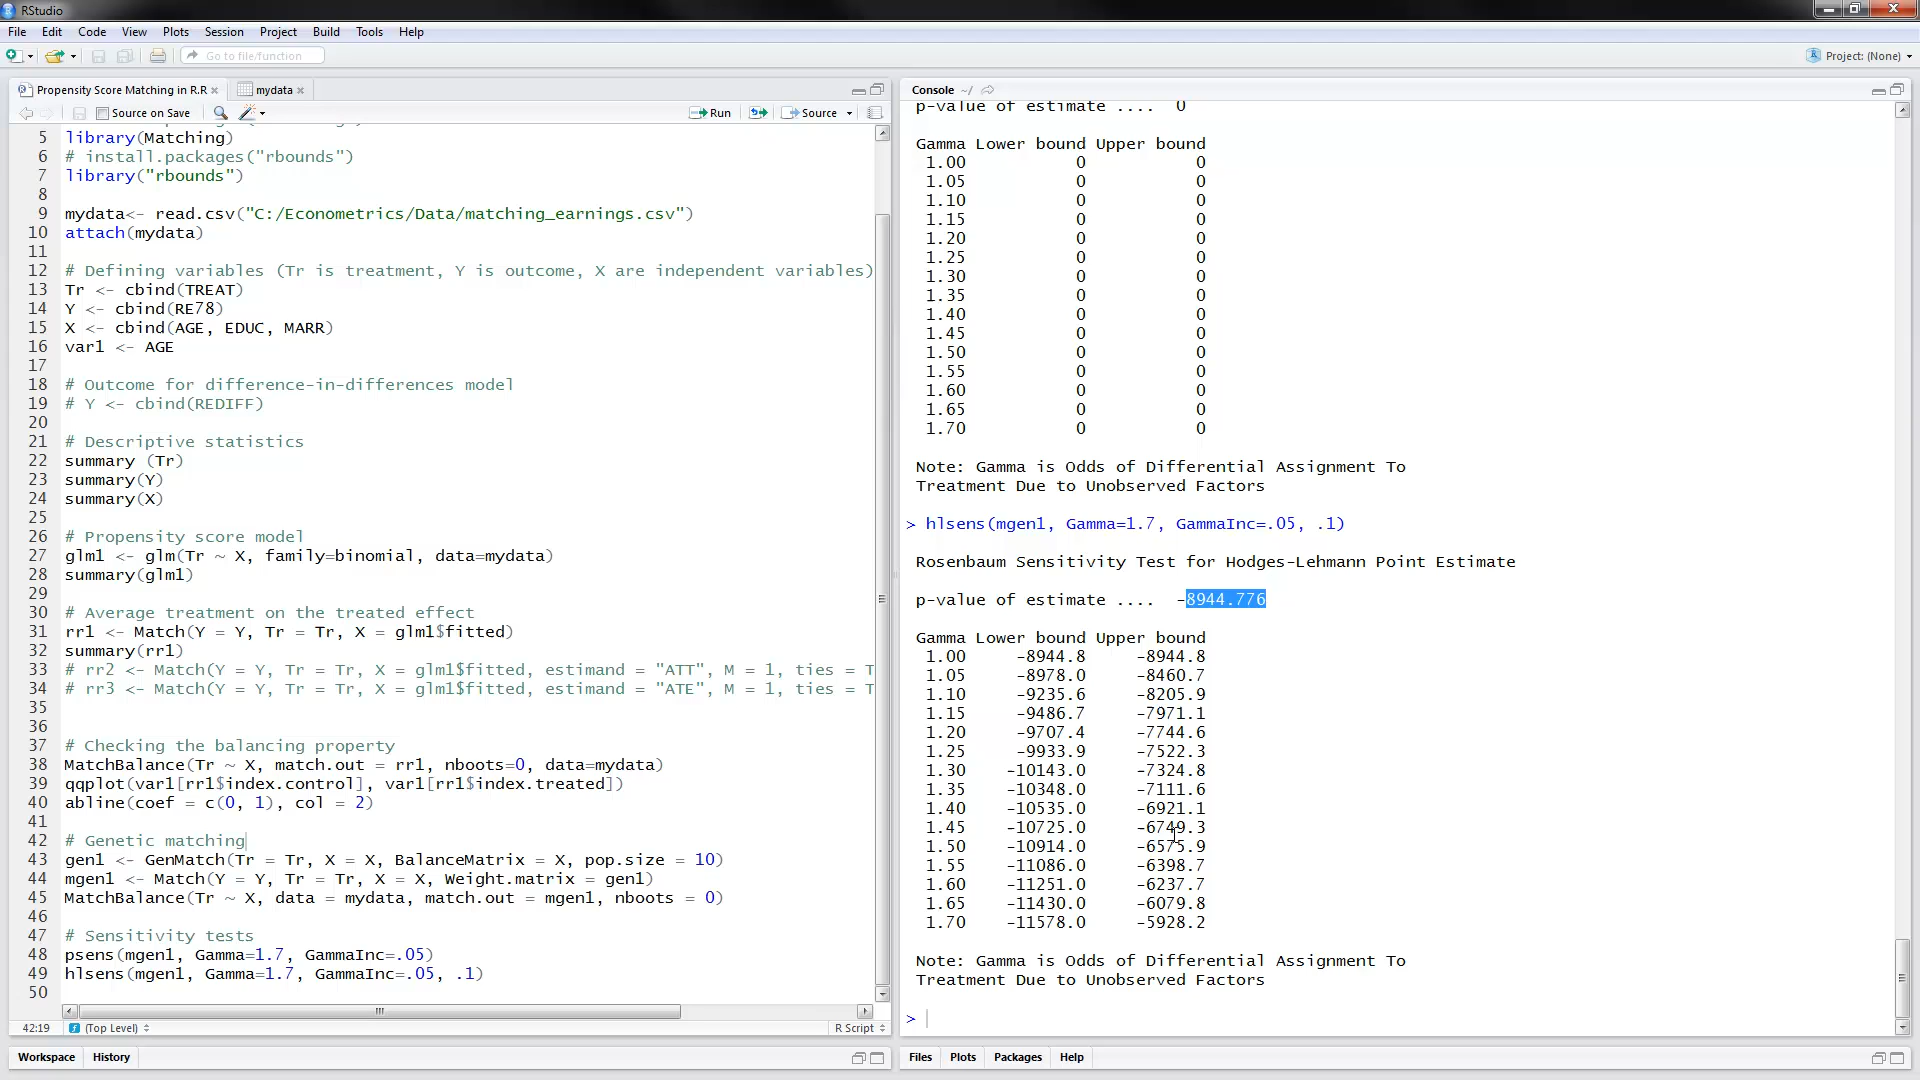 RStudio
File Edit Code View Plots Session Project Build Tools Help
Go to file/function
Project: (None)
Propensity Score Matching in R.R
mydata
Source on Save
Run
Source
5 library(Matching)
6 # install.packages("rbounds")
7 library("rbounds")
8
9 mydata<- read.csv("C:/Econometrics/Data/matching_earnings.csv")
10 attach(mydata)
11
12 # Defining variables (Tr is treatment, Y is outcome, X are independent variables)
13 Tr <- cbind(TREAT)
14 Y <- cbind(RE78)
15 X <- cbind(AGE, EDUC, MARR)
16 var1 <- AGE
17
18 # Outcome for difference-in-differences model
19 # Y <- cbind(REDIFF)
20
21 # Descriptive statistics
22 summary (Tr)
23 summary(Y)
24 summary(X)
25
26 # Propensity score model
27 glm1 <- glm(Tr ~ X, family=binomial, data=mydata)
28 summary(glm1)
29
30 # Average treatment on the treated effect
31 rr1 <- Match(Y = Y, Tr = Tr, X = glm1$fitted)
32 summary(rr1)
33 # rr2 <- Match(Y = Y, Tr = Tr, X = glm1$fitted, estimand = "ATT", M = 1, ties = T
34 # rr3 <- Match(Y = Y, Tr = Tr, X = glm1$fitted, estimand = "ATE", M = 1, ties = T
35
36
37 # Checking the balancing property
38 MatchBalance(Tr ~ X, match.out = rr1, nboots=0, data=mydata)
39 qqplot(var1[rr1$index.control], var1[rr1$index.treated])
40 abline(coef = c(0, 1), col = 2)
41
42 # Genetic matching
43 gen1 <- GenMatch(Tr = Tr, X = X, BalanceMatrix = X, pop.size = 10)
44 mgen1 <- Match(Y = Y, Tr = Tr, X = X, Weight.matrix = gen1)
45 MatchBalance(Tr ~ X, data = mydata, match.out = mgen1, nboots = 0)
46
47 # Sensitivity tests
48 psens(mgen1, Gamma=1.7, GammaInc=.05)
49 hlsens(mgen1, Gamma=1.7, GammaInc=.05, .1)
50
42:19 (Top Level) R Script
Workspace History
Console ~/
p-value of estimate .... 0
Gamma Lower bound Upper bound
1.00 0 0
1.05 0 0
1.10 0 0
1.15 0 0
1.20 0 0
1.25 0 0
1.30 0 0
1.35 0 0
1.40 0 0
1.45 0 0
1.50 0 0
1.55 0 0
1.60 0 0
1.65 0 0
1.70 0 0
Note: Gamma is Odds of Differential Assignment To
Treatment Due to Unobserved Factors
> hlsens(mgen1, Gamma=1.7, GammaInc=.05, .1)
Rosenbaum Sensitivity Test for Hodges-Lehmann Point Estimate
p-value of estimate .... -8944.776
Gamma Lower bound Upper bound
1.00 -8944.8 -8944.8
1.05 -8978.0 -8460.7
1.10 -9235.6 -8205.9
1.15 -9486.7 -7971.1
1.20 -9707.4 -7744.6
1.25 -9933.9 -7522.3
1.30 -10143.0 -7324.8
1.35 -10348.0 -7111.6
1.40 -10535.0 -6921.1
1.45 -10725.0 -6749.3
1.50 -10914.0 -6575.9
1.55 -11086.0 -6398.7
1.60 -11251.0 -6237.7
1.65 -11430.0 -6079.8
1.70 -11578.0 -5928.2
Note: Gamma is Odds of Differential Assignment To
Treatment Due to Unobserved Factors
>
Files Plots Packages Help